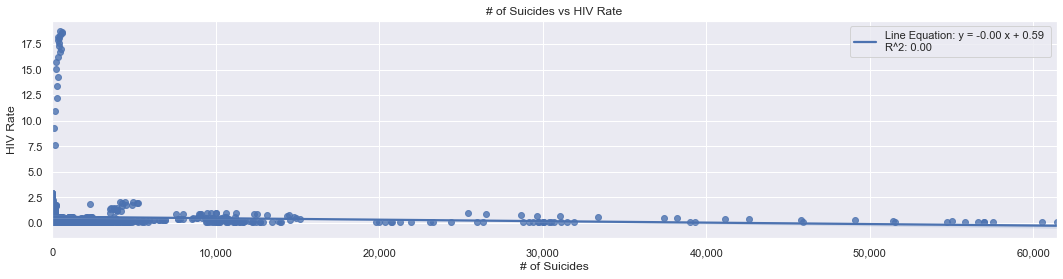 # of Suicides vs HIV Rate
Line Equation: y = -0.00 x + 0.59
R^2: 0.00
HIV Rate
17.5
15.0
12.5
10.0
7.5
5.0
2.5
0.0
0 10,000 20,000 30,000 40,000 50,000 60,000
# of Suicides